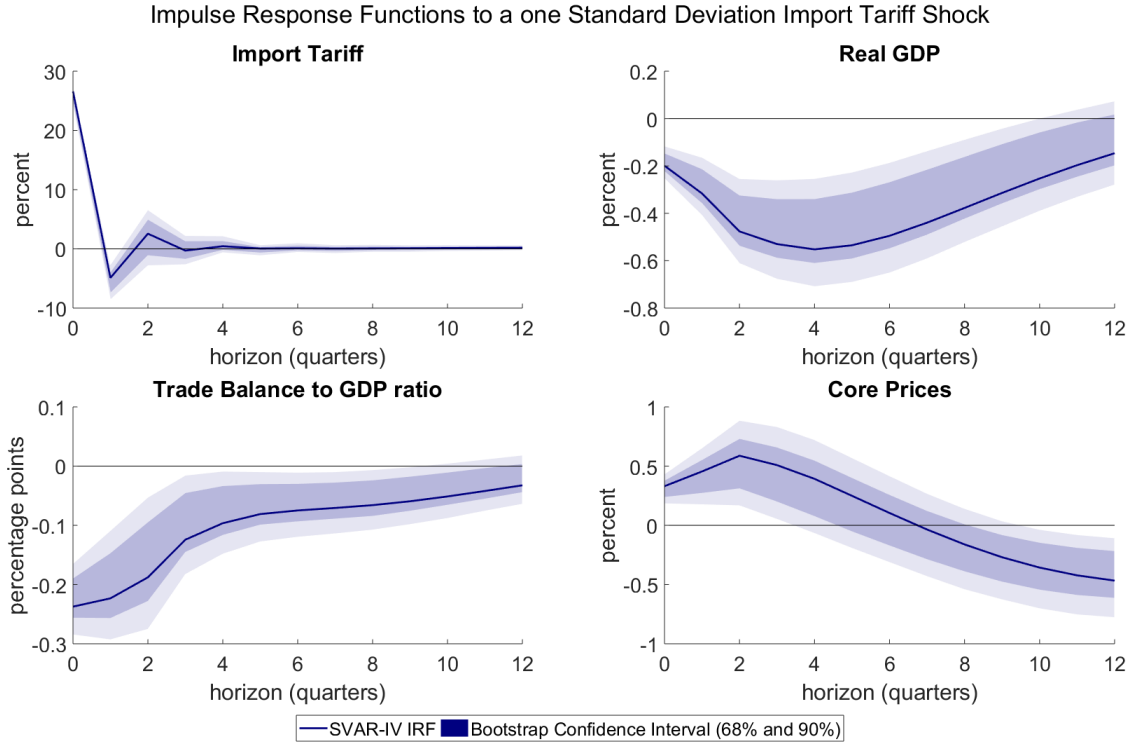 Impulse Response Functions to a one Standard Deviation Import Tariff Shock
Import Tariff
30
20
10
0
-10
percent
0 2 4 6 8 10 12
horizon (quarters)
Real GDP
0.2
0
-0.2
-0.4
-0.6
-0.8
percent
0 2 4 6 8 10 12
horizon (quarters)
Trade Balance to GDP ratio
0.1
0
-0.1
-0.2
-0.3
percentage points
0 2 4 6 8 10 12
horizon (quarters)
Core Prices
1
0.5
0
-0.5
-1
percent
0 2 4 6 8 10 12
horizon (quarters)
SVAR-IV IRF Bootstrap Confidence Interval (68% and 90%)